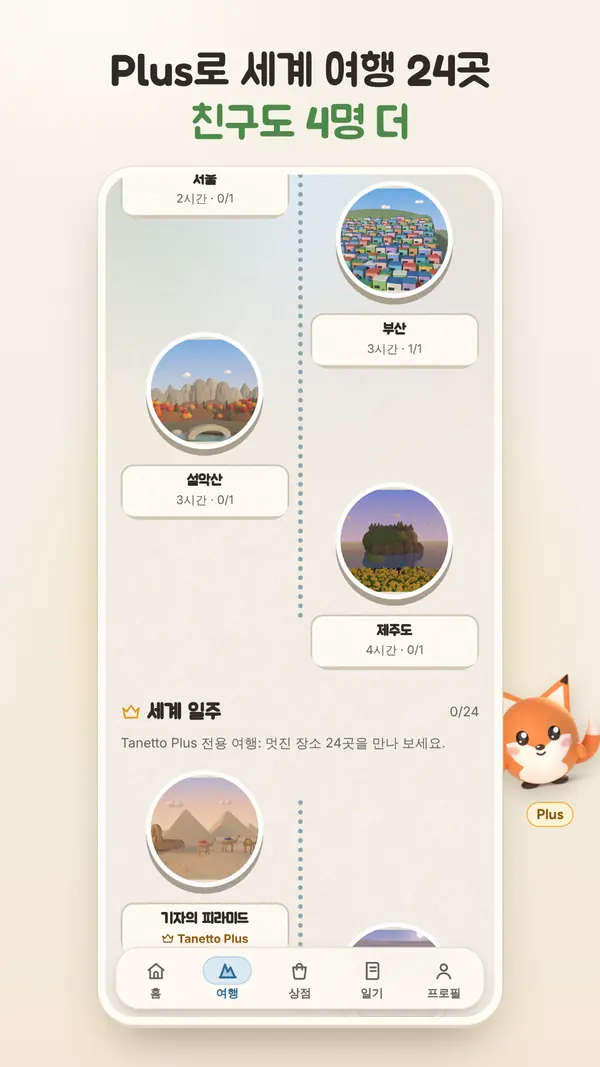 Plus로 세계 여행 24곳
친구도 4명 더
서울
2시간 · 0/1
부산
3시간 · 1/1
설악산
3시간 · 0/1
제주도
4시간 · 0/1
세계 일주
0/24
Tanetto Plus 전용 여행: 멋진 장소 24곳을 만나 보세요.
Plus
기자의 피라미드
Tanetto Plus
홈
여행
상점
일기
프로필